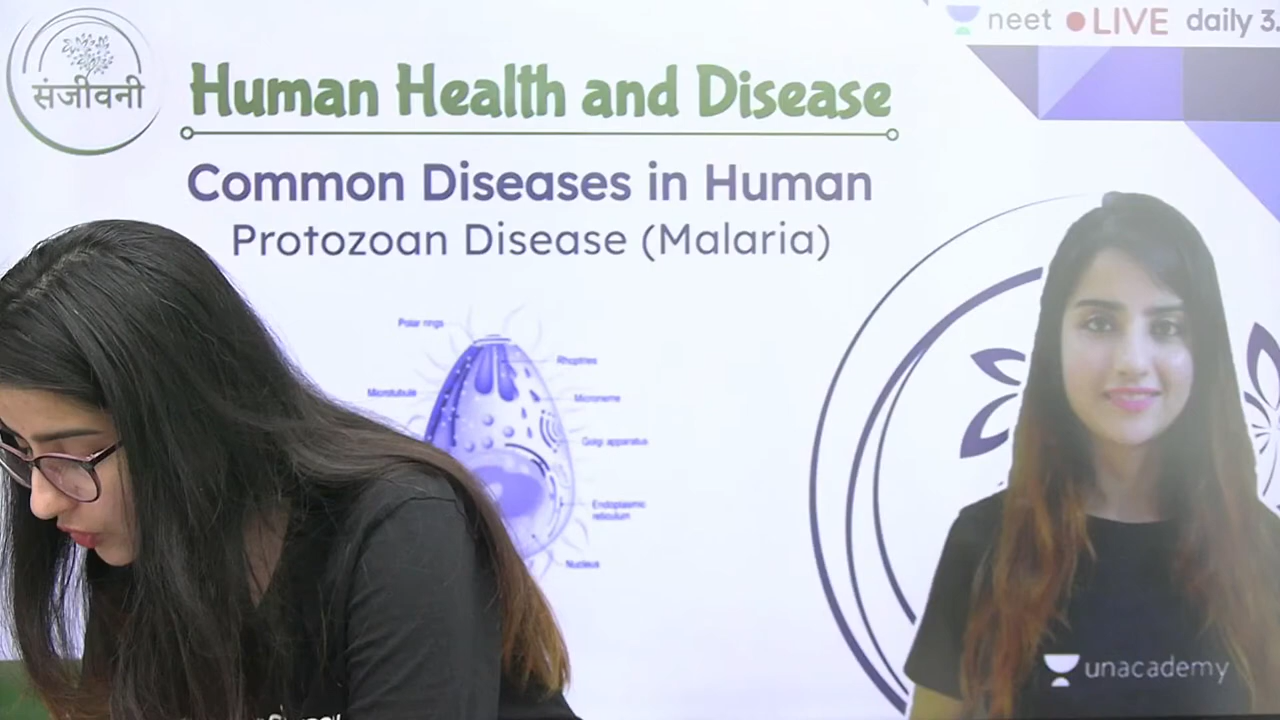 neet LIVE daily 3.
संजीवनी
Human Health and Disease
Common Diseases in Human
Protozoan Disease (Malaria)
Polar rings
Rhoptries
Microtubule
Microneme
Golgi apparatus
Endoplasmic
reticulum
Nucleus
unacademy